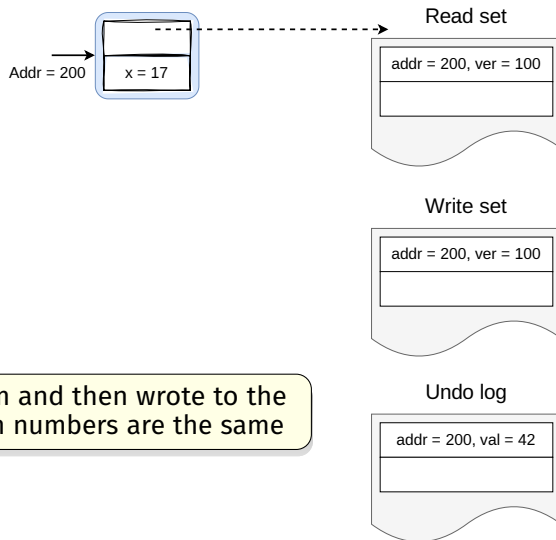 Read set
Addr = 200
x = 17
addr = 200, ver = 100
Write set
addr = 200, ver = 100
and then wrote to the
numbers are the same
Undo log
addr = 200, val = 42